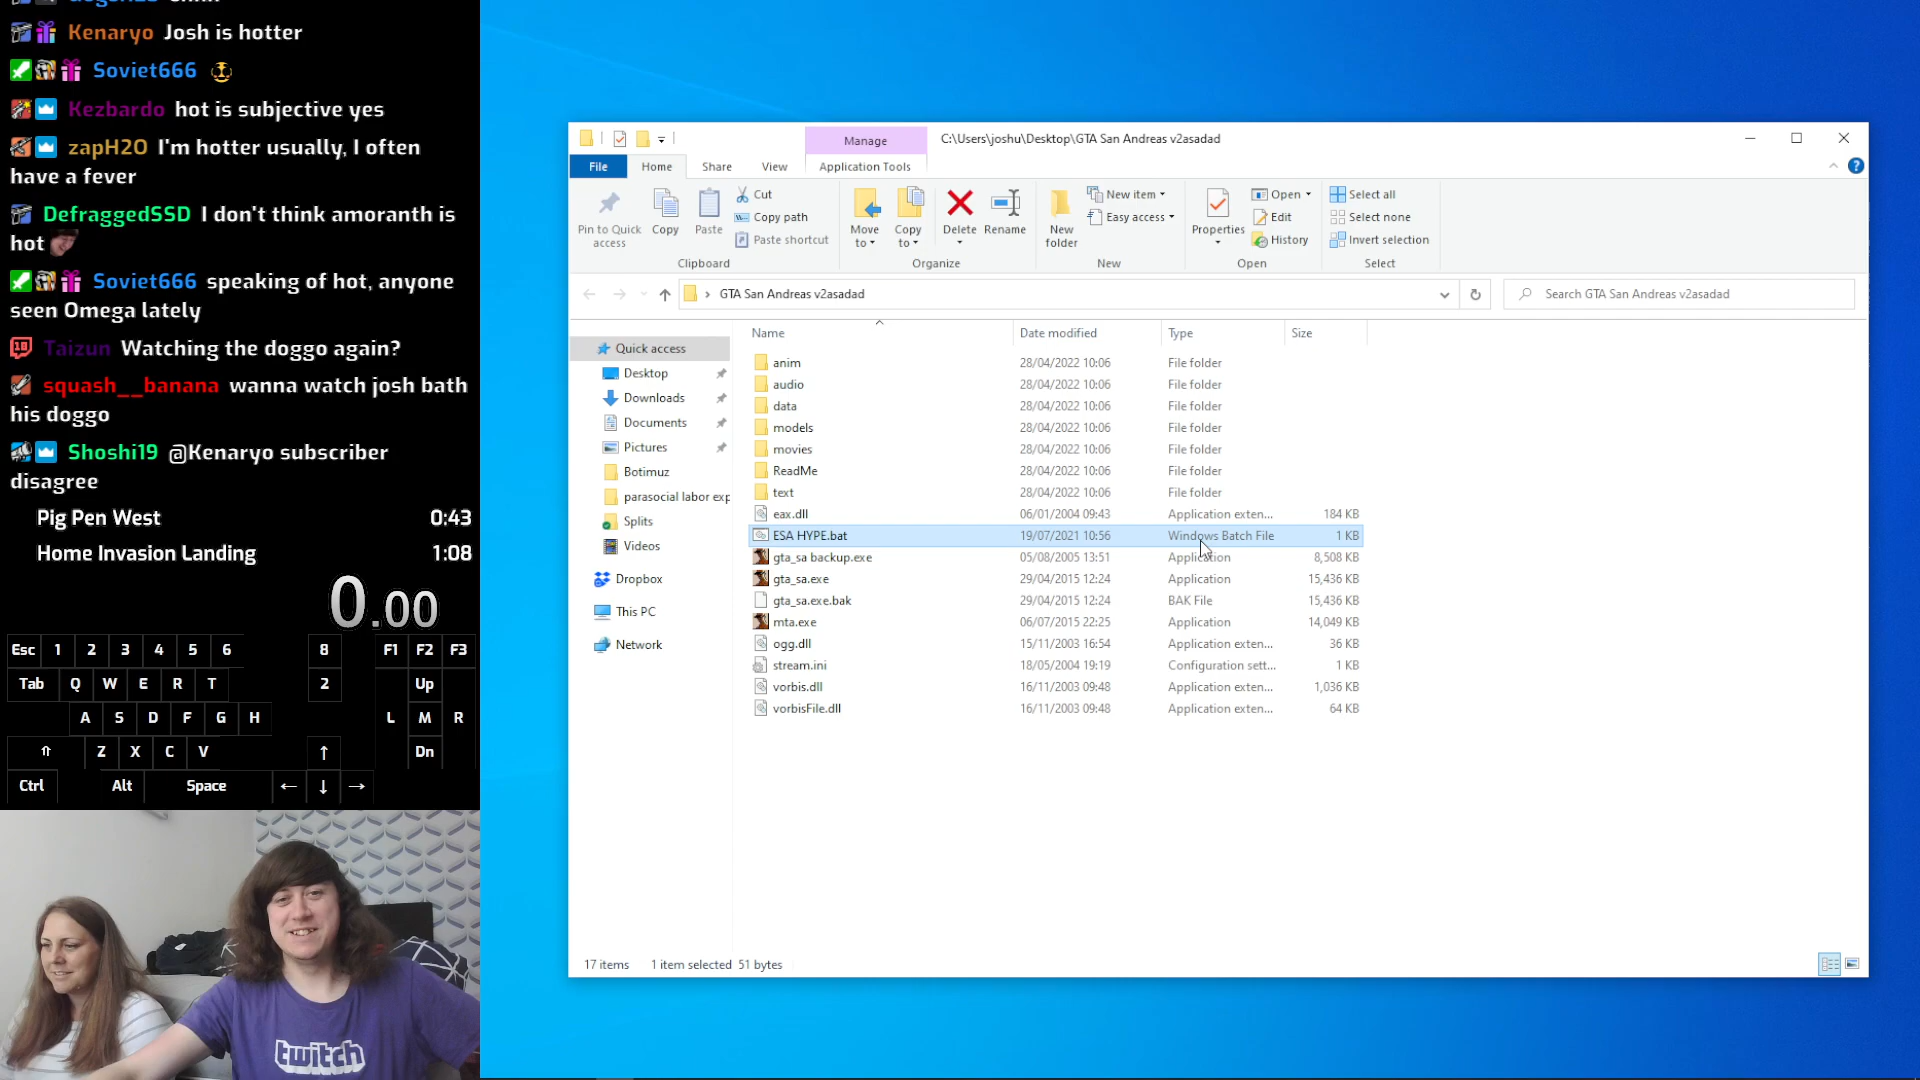 Kenaryo Josh is hotter
Soviet666
Kezbardo hot is subjective yes
zapH2O I'm hotter usually, I often
have a fever
DefraggedSSD I don't think amoranth is
hot
Soviet666 speaking of hot, anyone
seen Omega lately
Taizun Watching the doggo again?
squash__banana wanna watch josh bath
his doggo
Shoshi19 @Kenaryo subscriber
disagree
Pig Pen West 0:43
Home Invasion Landing 1:08
0.00
Esc 1 2 3 4 5 6 8 F1 F2 F3
Tab Q W E R T 2 Up
A S D F G H L M R
⇧ Z X C V ↑ Dn
Ctrl Alt Space ← ↓ →
twitch
Manage C:\Users\joshu\Desktop\GTA San Andreas v2asadad
File Home Share View Application Tools
Pin to Quick
access
Copy
Paste
Cut
Copy path
Paste shortcut
Clipboard
Move
to
Copy
to
Delete
Rename
Organize
New
folder
New item
Easy access
New
Properties
Open
Edit
History
Open
Select all
Select none
Invert selection
Select
› GTA San Andreas v2asadad
Search GTA San Andreas v2asadad
Quick access
Desktop
Downloads
Documents
Pictures
Botimuz
parasocial labor exp
Splits
Videos
Dropbox
This PC
Network
Name Date modified Type Size
anim 28/04/2022 10:06 File folder
audio 28/04/2022 10:06 File folder
data 28/04/2022 10:06 File folder
models 28/04/2022 10:06 File folder
movies 28/04/2022 10:06 File folder
ReadMe 28/04/2022 10:06 File folder
text 28/04/2022 10:06 File folder
eax.dll 06/01/2004 09:43 Application exten... 184 KB
ESA HYPE.bat 19/07/2021 10:56 Windows Batch File 1 KB
gta_sa backup.exe 05/08/2005 13:51 Application 8,508 KB
gta_sa.exe 29/04/2015 12:24 Application 15,436 KB
gta_sa.exe.bak 29/04/2015 12:24 BAK File 15,436 KB
mta.exe 06/07/2015 22:25 Application 14,049 KB
ogg.dll 15/11/2003 16:54 Application exten... 36 KB
stream.ini 18/05/2004 19:19 Configuration sett... 1 KB
vorbis.dll 16/11/2003 09:48 Application exten... 1,036 KB
vorbisFile.dll 16/11/2003 09:48 Application exten... 64 KB
17 items 1 item selected 51 bytes